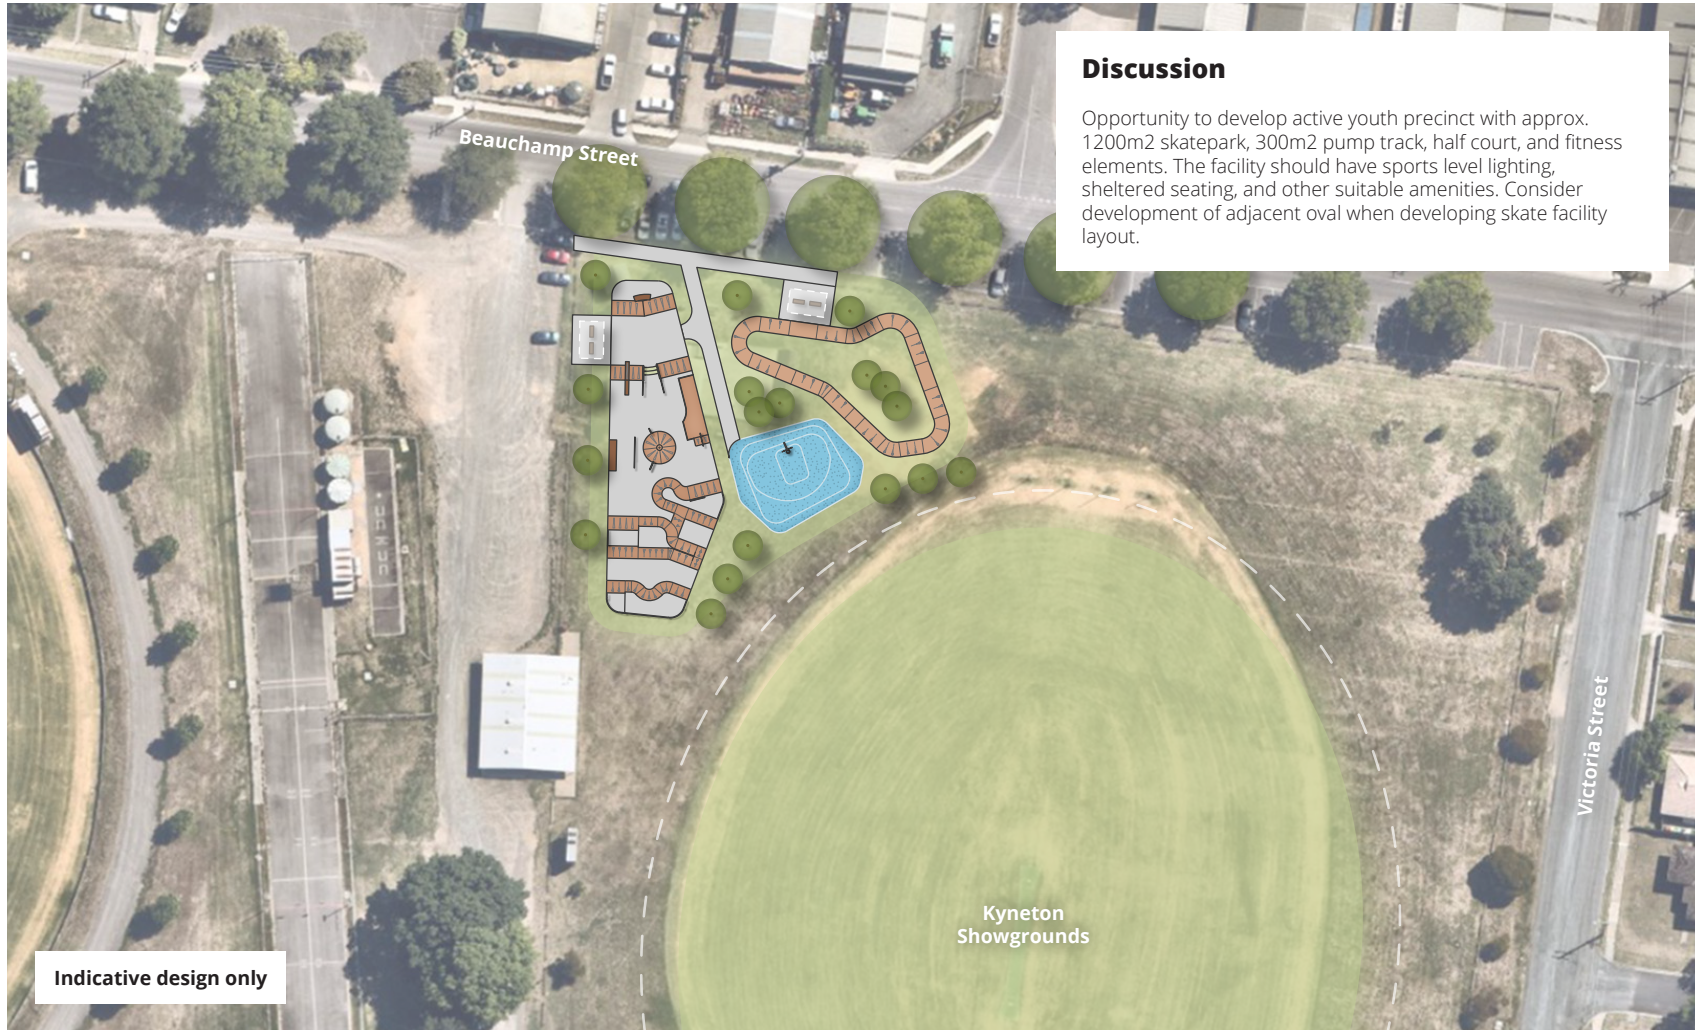 Discussion
Opportunity to develop active youth precinct with approx.
1200m2 skatepark, 300m2 pump track, half court, and fitness
elements. The facility should have sports level lighting,
sheltered seating, and other suitable amenities. Consider
development of adjacent oval when developing skate facility
layout.
Beauchamp Street
Victoria Street
Kyneton
Showgrounds
Indicative design only